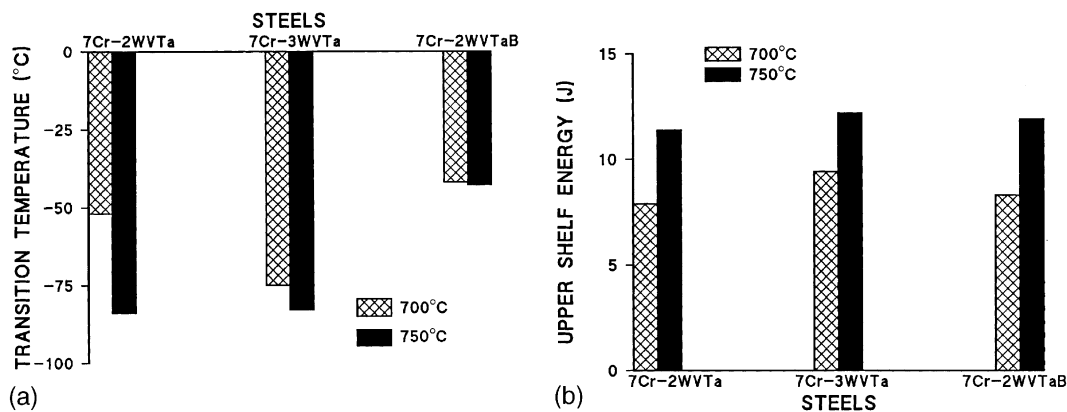 STEELS
7Cr-2WVTa 7Cr-3WVTa 7Cr-2WVTaB
TRANSITION TEMPERATURE (°C)
0
-25
-50
-75
-100
700°C
750°C
(a)
700°C
750°C
UPPER SHELF ENERGY (J)
15
10
5
0
7Cr-2WVTa 7Cr-3WVTa 7Cr-2WVTaB
STEELS
(b)